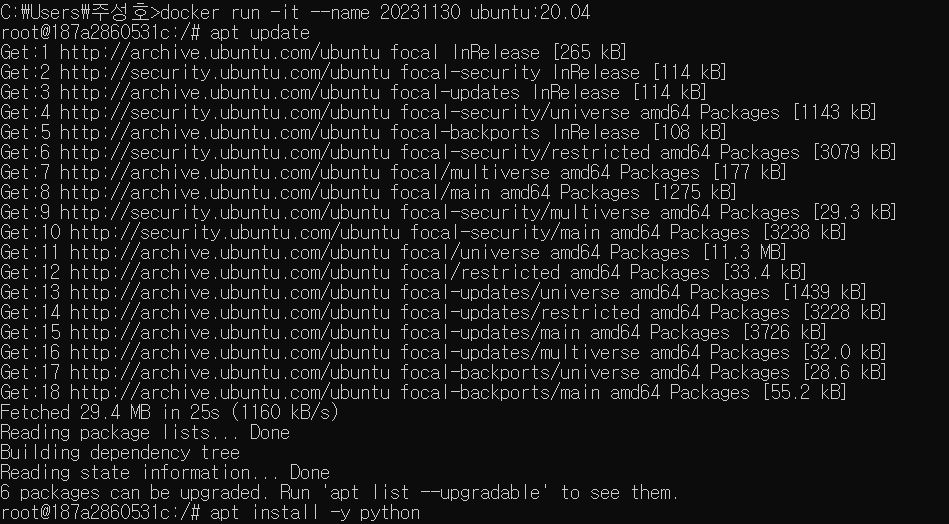 C:₩Users₩주성호>docker run -it --name 20231130 ubuntu:20.04
root@187a2860531c:/# apt update
Get:1 http://archive.ubuntu.com/ubuntu focal InRelease [265 kB]
Get:2 http://security.ubuntu.com/ubuntu focal-security InRelease [114 kB]
Get:3 http://archive.ubuntu.com/ubuntu focal-updates InRelease [114 kB]
Get:4 http://security.ubuntu.com/ubuntu focal-security/universe amd64 Packages [1143 kB]
Get:5 http://archive.ubuntu.com/ubuntu focal-backports InRelease [108 kB]
Get:6 http://security.ubuntu.com/ubuntu focal-security/restricted amd64 Packages [3079 kB]
Get:7 http://archive.ubuntu.com/ubuntu focal/multiverse amd64 Packages [177 kB]
Get:8 http://archive.ubuntu.com/ubuntu focal/main amd64 Packages [1275 kB]
Get:9 http://security.ubuntu.com/ubuntu focal-security/multiverse amd64 Packages [29.3 kB]
Get:10 http://security.ubuntu.com/ubuntu focal-security/main amd64 Packages [3238 kB]
Get:11 http://archive.ubuntu.com/ubuntu focal/universe amd64 Packages [11.3 MB]
Get:12 http://archive.ubuntu.com/ubuntu focal/restricted amd64 Packages [33.4 kB]
Get:13 http://archive.ubuntu.com/ubuntu focal-updates/universe amd64 Packages [1439 kB]
Get:14 http://archive.ubuntu.com/ubuntu focal-updates/restricted amd64 Packages [3228 kB]
Get:15 http://archive.ubuntu.com/ubuntu focal-updates/main amd64 Packages [3726 kB]
Get:16 http://archive.ubuntu.com/ubuntu focal-updates/multiverse amd64 Packages [32.0 kB]
Get:17 http://archive.ubuntu.com/ubuntu focal-backports/universe amd64 Packages [28.6 kB]
Get:18 http://archive.ubuntu.com/ubuntu focal-backports/main amd64 Packages [55.2 kB]
Fetched 29.4 MB in 25s (1160 kB/s)
Reading package lists... Done
Building dependency tree
Reading state information... Done
6 packages can be upgraded. Run 'apt list --upgradable' to see them.
root@187a2860531c:/# apt install -y python